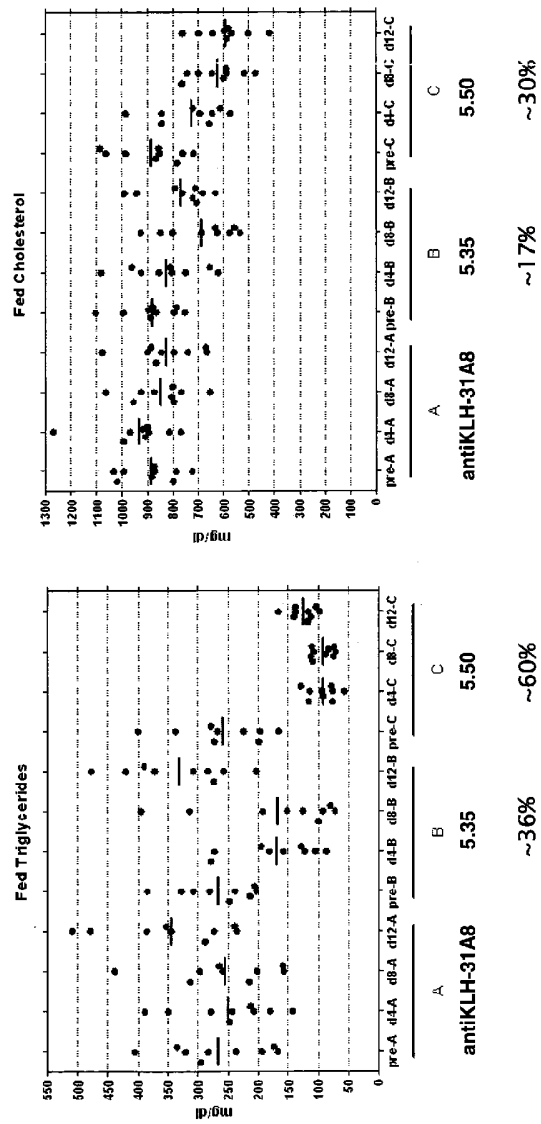 Fed Triglycerides
mg/dl
550
500
450
400
350
300
250
200
150
100
50
0
pre-A d4-A d8-A d12-A pre-B d4-B d8-B d12-B pre-C d4-C d8-C d12-C
A B C
antiKLH-31A8 5.35 5.50
~36% ~60%
Fed Cholesterol
mg/dl
1300
1200
1100
1000
900
800
700
600
500
400
300
200
100
0
pre-A d4-A d8-A d12-A pre-B d4-B d8-B d12-B pre-C d4-C d8-C d12-C
A B C
antiKLH-31A8 5.35 5.50
~17% ~30%